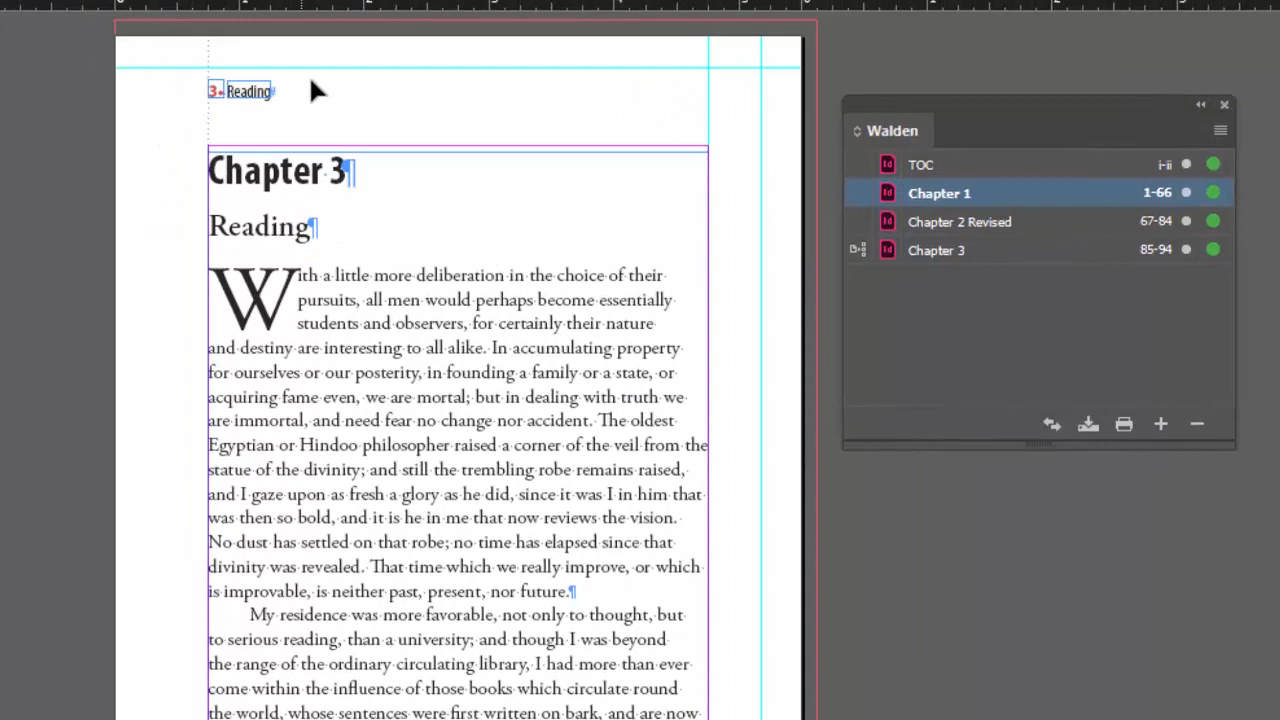 3 Reading
Chapter 3
Reading
With a little more deliberation in the choice of their
pursuits, all men would perhaps become essentially
students and observers, for certainly their nature
and destiny are interesting to all alike. In accumulating property
for ourselves or our posterity, in founding a family or a state, or
acquiring fame even, we are mortal; but in dealing with truth we
are immortal, and need fear no change nor accident. The oldest
Egyptian or Hindoo philosopher raised a corner of the veil from the
statue of the divinity; and still the trembling robe remains raised,
and I gaze upon as fresh a glory as he did, since it was I in him that
was then so bold, and it is he in me that now reviews the vision.
No dust has settled on that robe; no time has elapsed since that
divinity was revealed. That time which we really improve, or which
is improvable, is neither past, present, nor future.
My residence was more favorable, not only to thought, but
to serious reading, than a university; and though I was beyond
the range of the ordinary circulating library, I had more than ever
come within the influence of those books which circulate round
the world, whose sentences were first written on bark, and are now
Walden
TOC i-ii
Chapter 1 1-66
Chapter 2 Revised 67-84
Chapter 3 85-94